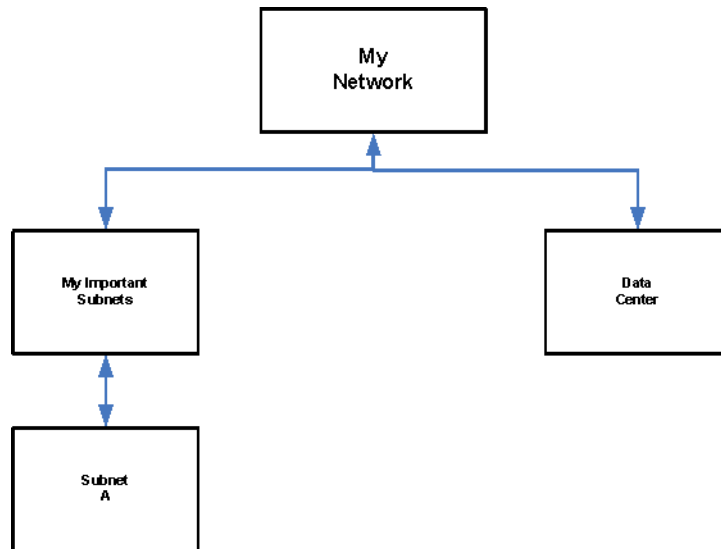 My
Network
My Important
Subnets
Data
Center
Subnet
A